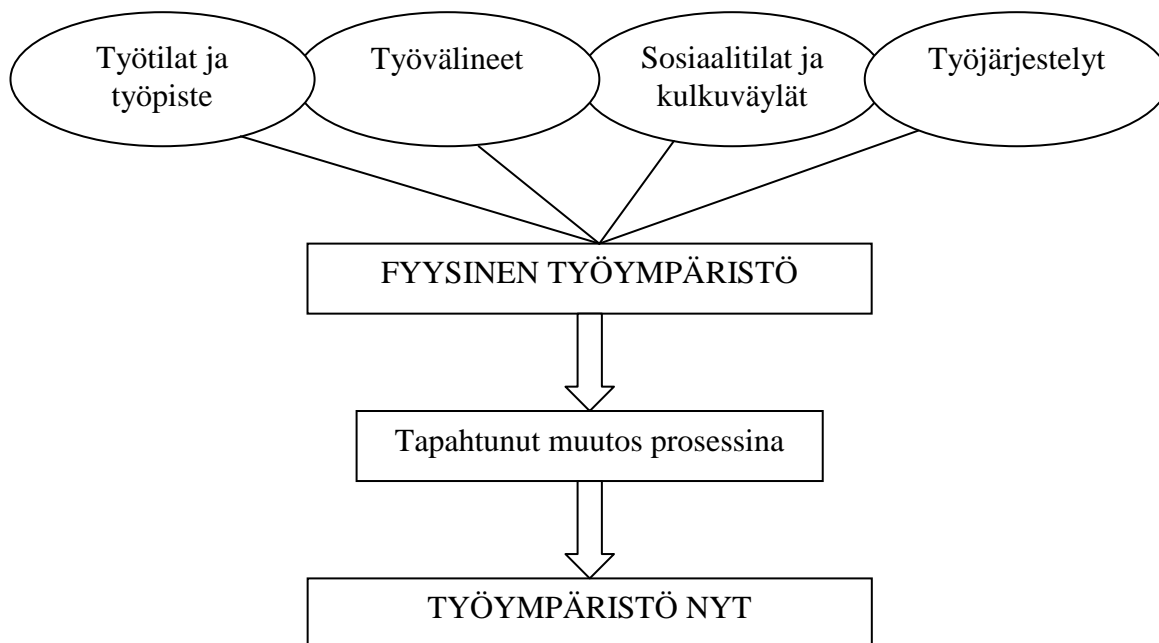 Työtilat ja
työpiste
Työvälineet
Sosiaalitilat ja
kulkuväylät
Työjärjestelyt
FYYSINEN TYÖYMPÄRISTÖ
Tapahtunut muutos prosessina
TYÖYMPÄRISTÖ NYT